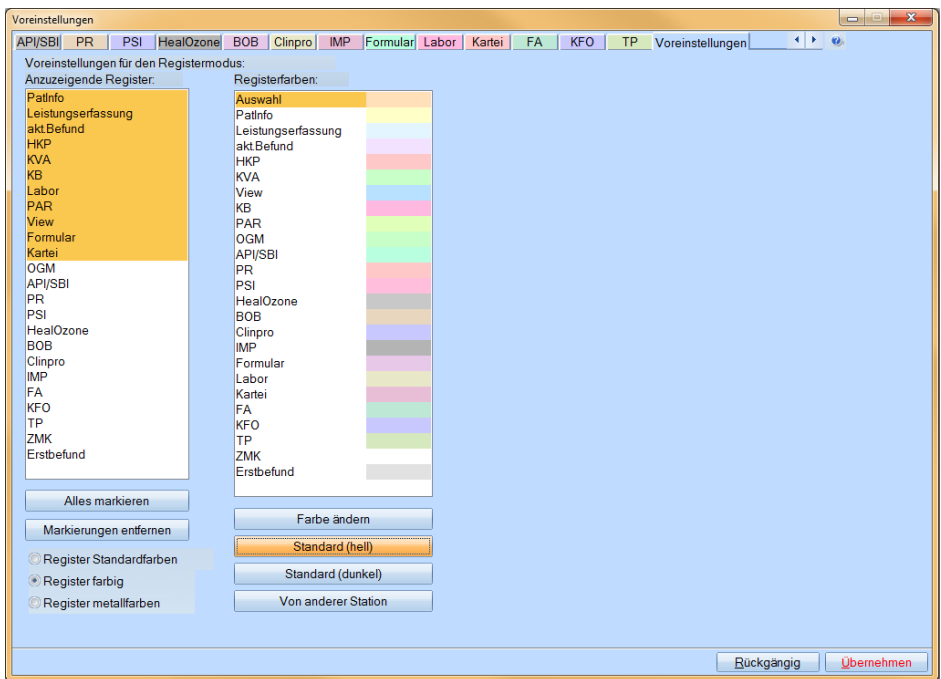 Voreinstellungen
API/SBI PR PSI HealOzone BOB Clinpro IMP Formular Labor Kartei FA KFO TP Voreinstellungen
Voreinstellungen für den Registermodus:
Anzuzeigende Register:
PatInfo
Leistungserfassung
akt.Befund
HKP
KVA
KB
Labor
PAR
View
Formular
Kartei
OGM
API/SBI
PR
PSI
HealOzone
BOB
Clinpro
IMP
FA
KFO
TP
ZMK
Erstbefund
Alles markieren
Markierungen entfernen
Register Standardfarben
Register farbig
Register metallfarben
Registerfarben:
Auswahl
PatInfo
Leistungserfassung
akt.Befund
HKP
KVA
View
KB
PAR
OGM
API/SBI
PR
PSI
HealOzone
BOB
Clinpro
IMP
Formular
Labor
Kartei
FA
KFO
TP
ZMK
Erstbefund
Farbe ändern
Standard (hell)
Standard (dunkel)
Von anderer Station
Rückgängig
Übernehmen